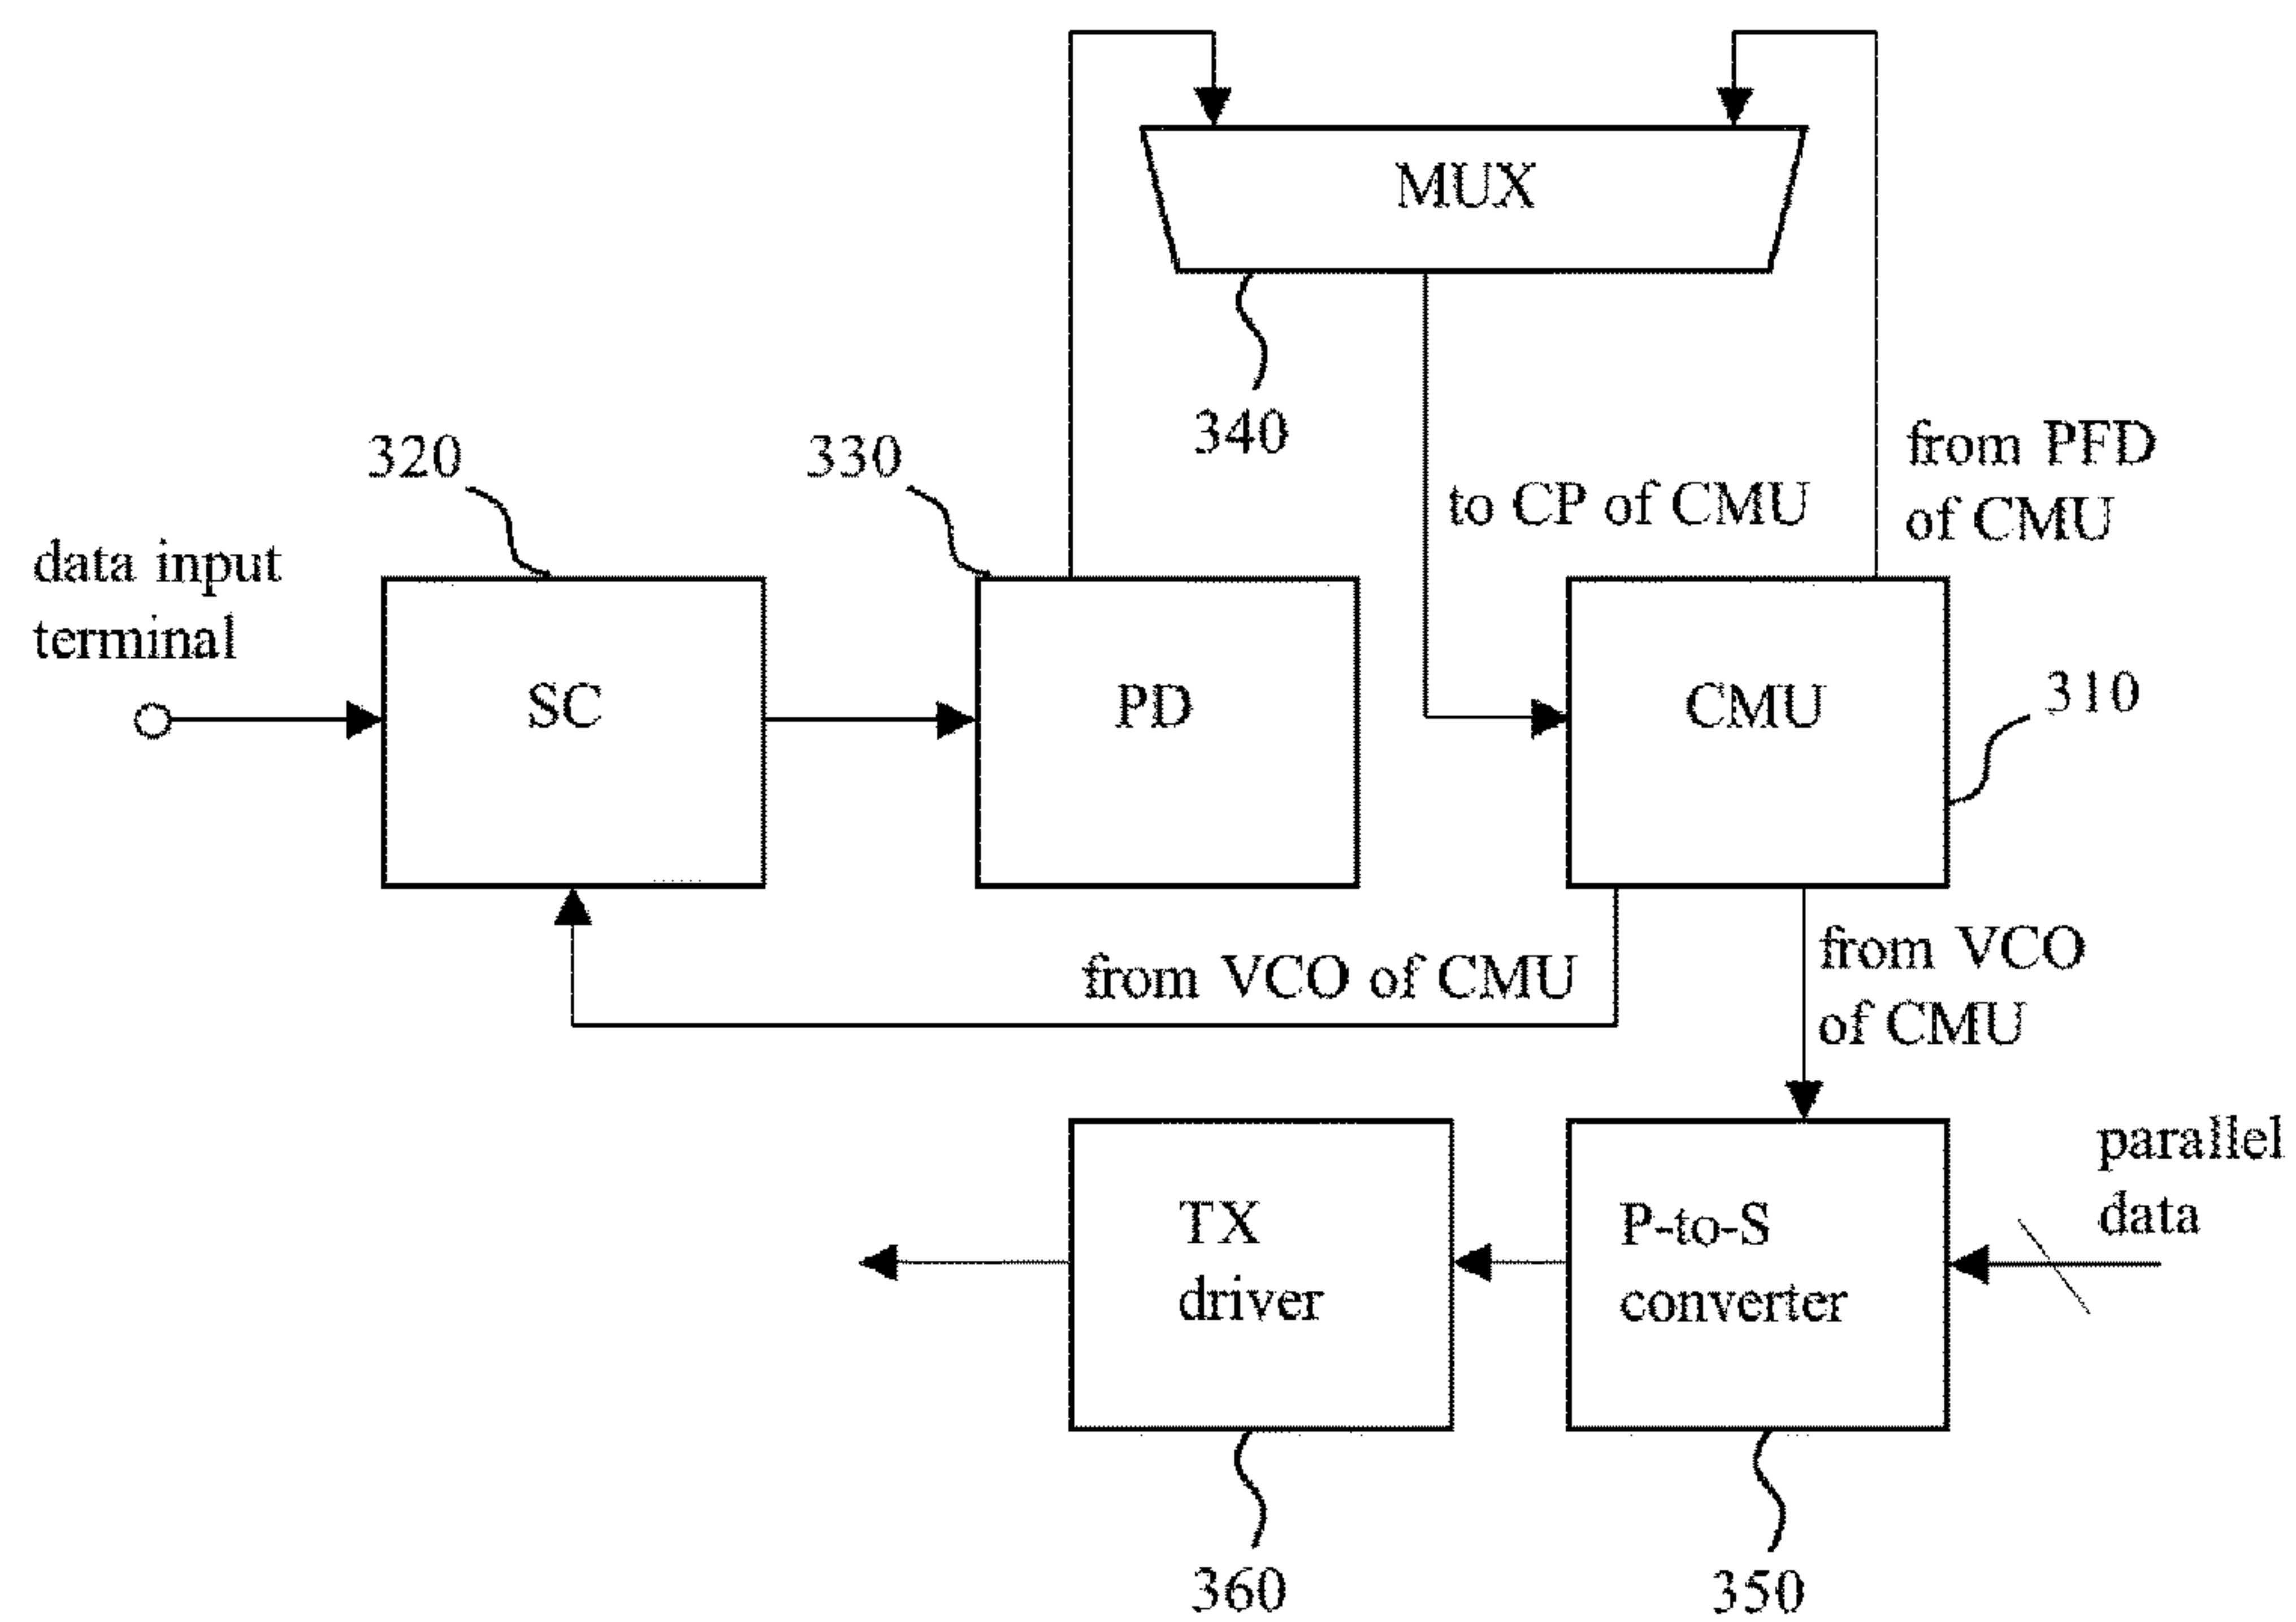 MUX
340
from PFD
of CMU
to CP of CMU
320
330
data input
terminal
SC
PD
CMU
310
from VCO of CMU
from VCO
of CMU
parallel
data
TX
driver
P-to-S
converter
360
350